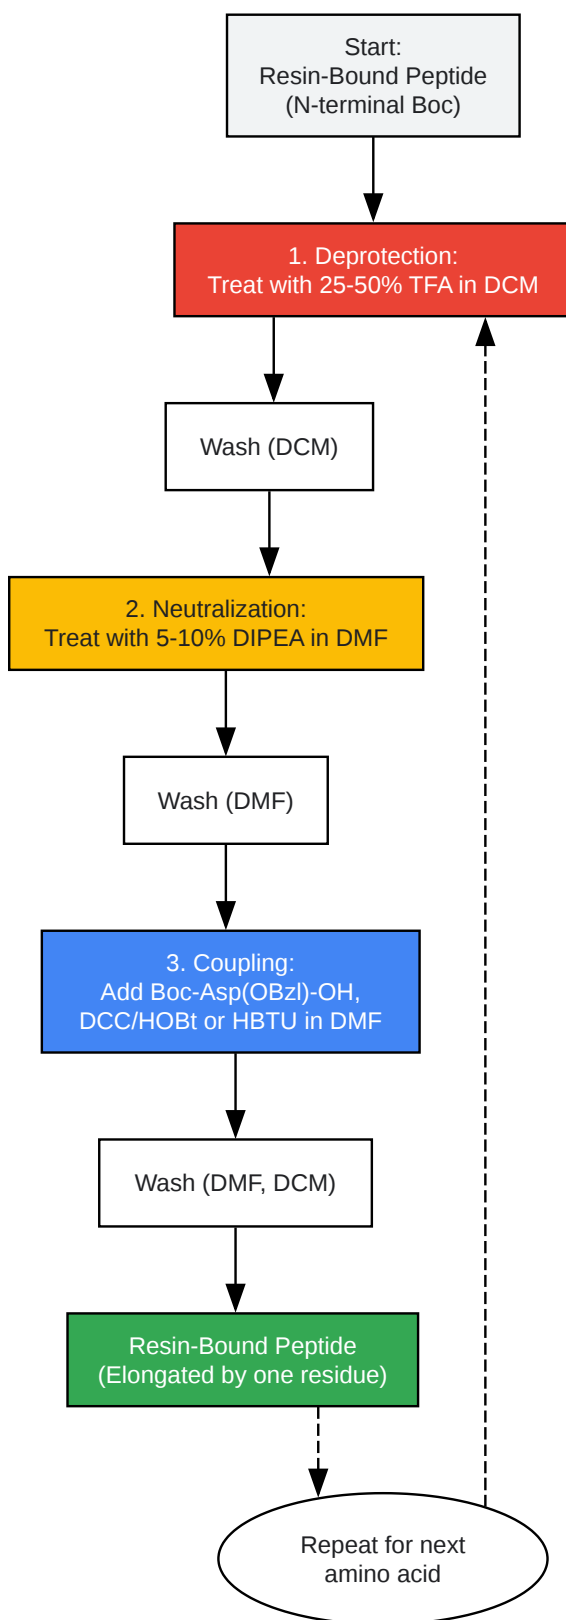 Start:
Resin-Bound Peptide
(N-terminal Boc)
1. Deprotection:
Treat with 25-50% TFA in DCM
Wash (DCM)
2. Neutralization:
Treat with 5-10% DIPEA in DMF
Wash (DMF)
3. Coupling:
Add Boc-Asp(OBzl)-OH,
DCC/HOBt or HBTU in DMF
Wash (DMF, DCM)
Resin-Bound Peptide
(Elongated by one residue)
Repeat for next
amino acid